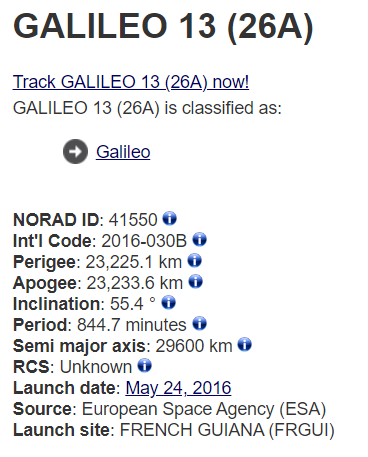 GALILEO 13 (26A)
Track GALILEO 13 (26A) now!
GALILEO 13 (26A) is classified as:
Galileo
NORAD ID: 41550
Int'l Code: 2016-030B
Perigee: 23,225.1 km
Apogee: 23,233.6 km
Inclination: 55.4 °
Period: 844.7 minutes
Semi major axis: 29600 km
RCS: Unknown
Launch date: May 24, 2016
Source: European Space Agency (ESA)
Launch site: FRENCH GUIANA (FRGUI)